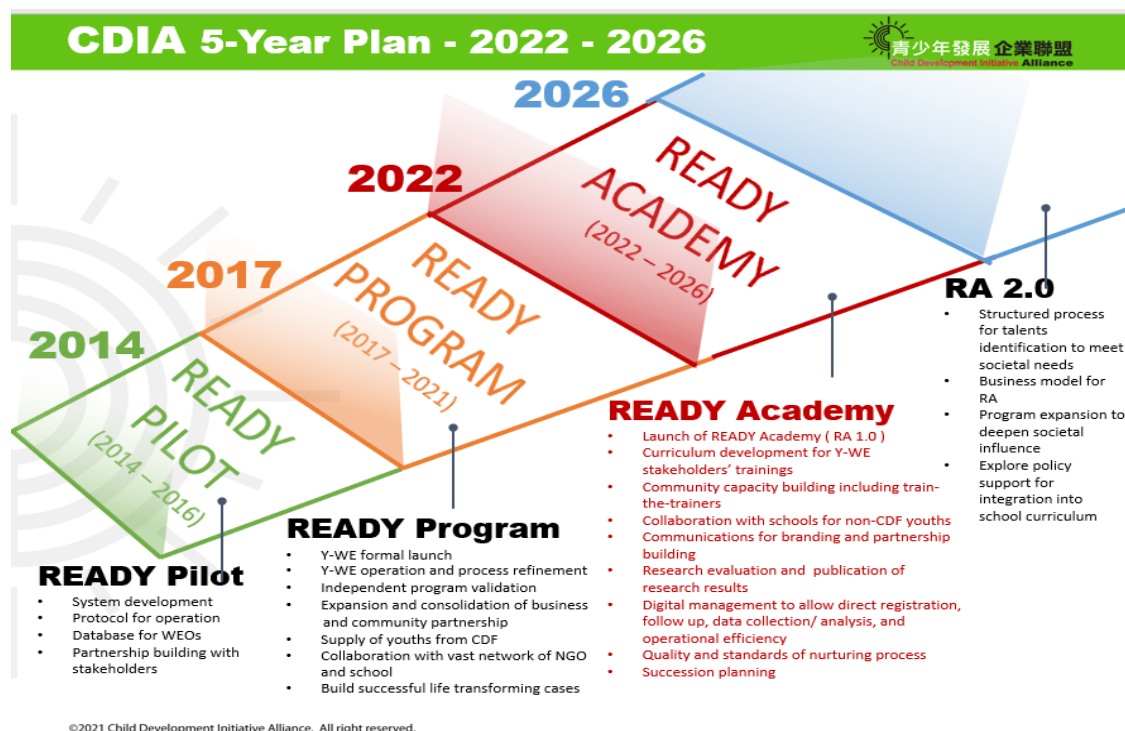 CDIA 5-Year Plan - 2022 - 2026
青少年發展企業聯盟
Child Development Initiative Alliance
2014
READY
PILOT
(2014 – 2016)
2017
READY
PROGRAM
(2017 – 2021)
2022
READY
ACADEMY
(2022 – 2026)
2026
READY Pilot
• System development
• Protocol for operation
• Database for WEOs
• Partnership building with
stakeholders
READY Program
• Y-WE formal launch
• Y-WE operation and process refinement
• Independent program validation
• Expansion and consolidation of business
and community partnership
• Supply of youths from CDF
• Collaboration with vast network of NGO
and school
• Build successful life transforming cases
READY Academy
• Launch of READY Academy ( RA 1.0 )
• Curriculum development for Y-WE
stakeholders’ trainings
• Community capacity building including train-
the-trainers
• Collaboration with schools for non-CDF youths
• Communications for branding and partnership
building
• Research evaluation and publication of
research results
• Digital management to allow direct registration,
follow up, data collection/ analysis, and
operational efficiency
• Quality and standards of nurturing process
• Succession planning
RA 2.0
• Structured process
for talents
identification to meet
societal needs
• Business model for
RA
• Program expansion to
deepen societal
influence
• Explore policy
support for
integration into
school curriculum
©2021 Child Development Initiative Alliance. All right reserved.